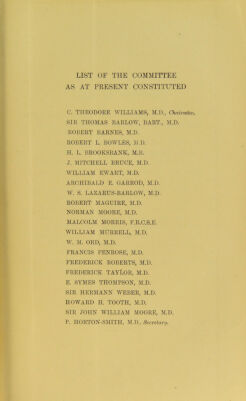 LIST OF THE COMMITTEE
AS AT PRESENT CONSTITUTED
C. THEODORE WILLIAMS, M.D., Chairman.
SIR THOMAS BARLOW, BART., M.D.
ROBERT BARNES, M.D.
ROBERT L. BOWLES, M.D.
H. L. BROOKSBANK, M.B.
J. MITCHELL BRUCE, M.D.
WILLIAM EWART, M.D.
ARCHIBALD E. GARROD, M.D.
W. S. LAZARUS-BARLOW, M.D.
ROBERT MAGUIRE, M.D.
NORMAN MOORE, M.D.
MALCOLM MORRIS, F.R.C.S.E.
WILLIAM MURRELL, M.D.
W. M. ORD, M.D.
FRANCIS PENROSE, M.D.
FREDERICK ROBERTS, M.D.
FREDERICK TAYLOR, M.D.
E. SYMES THOMPSON, M.D.
SIR HERMANN WEBER, M.D.
HOWARD H. TOOTH, M.D.
SIR JOHN WILLIAM MOORE, M.D.
P. HORTON-SMITH, M.D., Secretary.